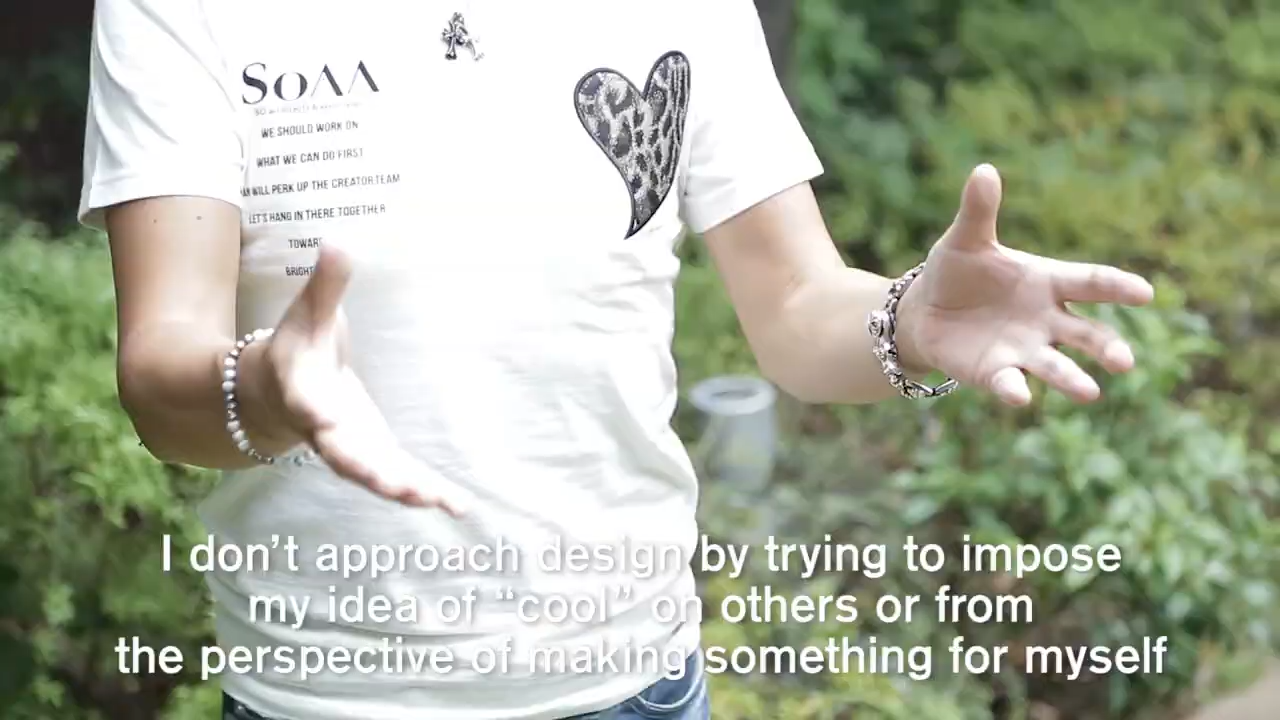 SOAA
WE SHOULD WORK ON
WHAT WE CAN DO FIRST
WILL PERK UP THE CREATOR TEAM
LET'S HANG IN THERE TOGETHER
I don't approach design by trying to impose
my idea of “cool” on others or from
the perspective of making something for myself